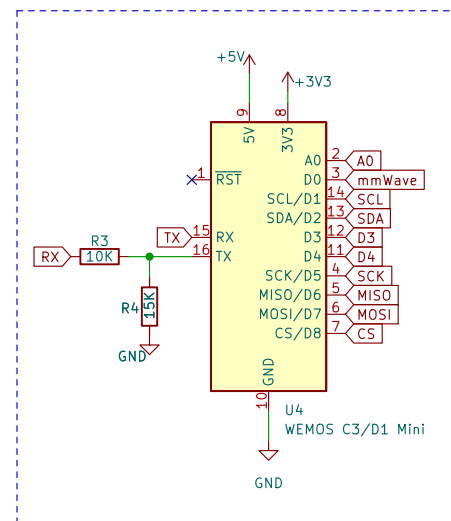 +5V
+3V3
9
8
5V
3V3
1
RST
A0
2
A0
D0
3
mmWave
SCL/D1
14
SCL
SDA/D2
13
SDA
TX
15
RX
D3
12
D3
RX
R3
10K
16
TX
D4
11
D4
SCK/D5
4
SCK
R4
15K
MISO/D6
5
MISO
MOSI/D7
6
MOSI
CS/D8
7
CS
GND
GND
10
U4
WEMOS C3/D1 Mini
GND